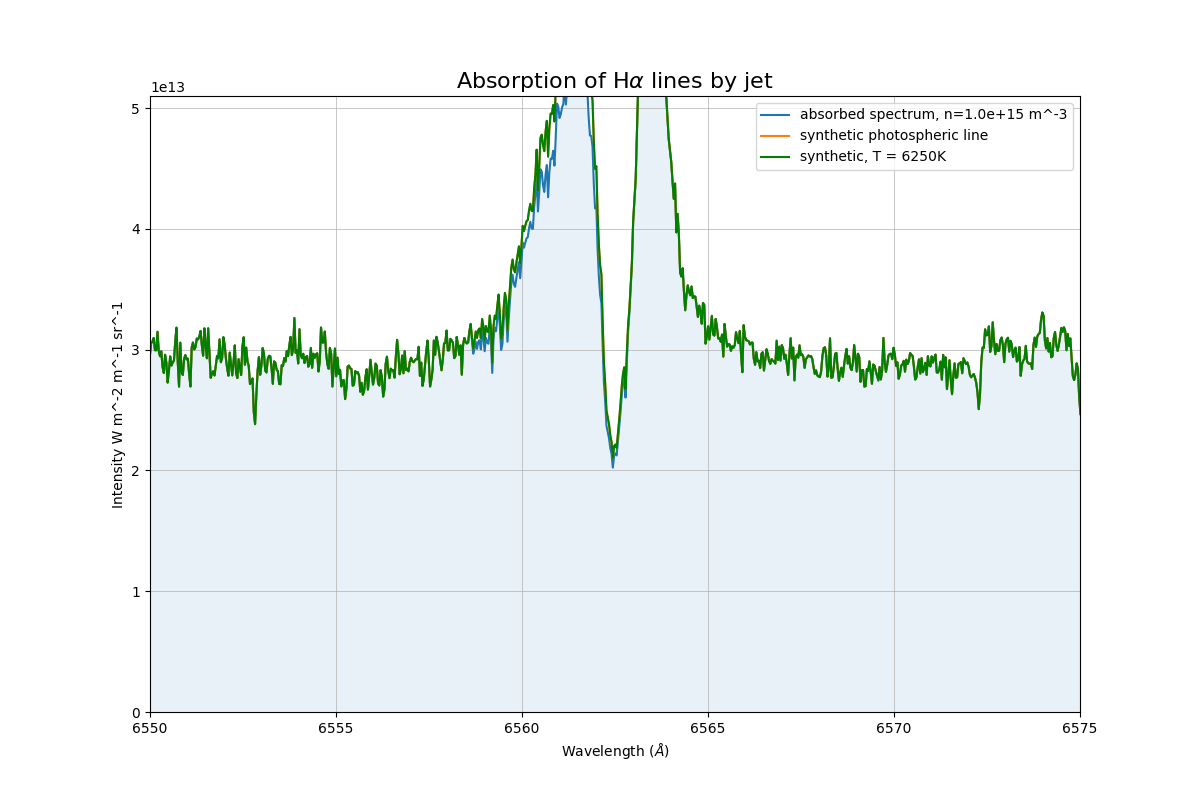 Absorption of Hα lines by jet
1e13
absorbed spectrum, n=1.0e+15 m^-3
synthetic photospheric line
synthetic, T = 6250K
5
4
3
2
1
0
Intensity W m^-2 m^-1 sr^-1
6550
6555
6560
6565
6570
6575
Wavelength (Å)